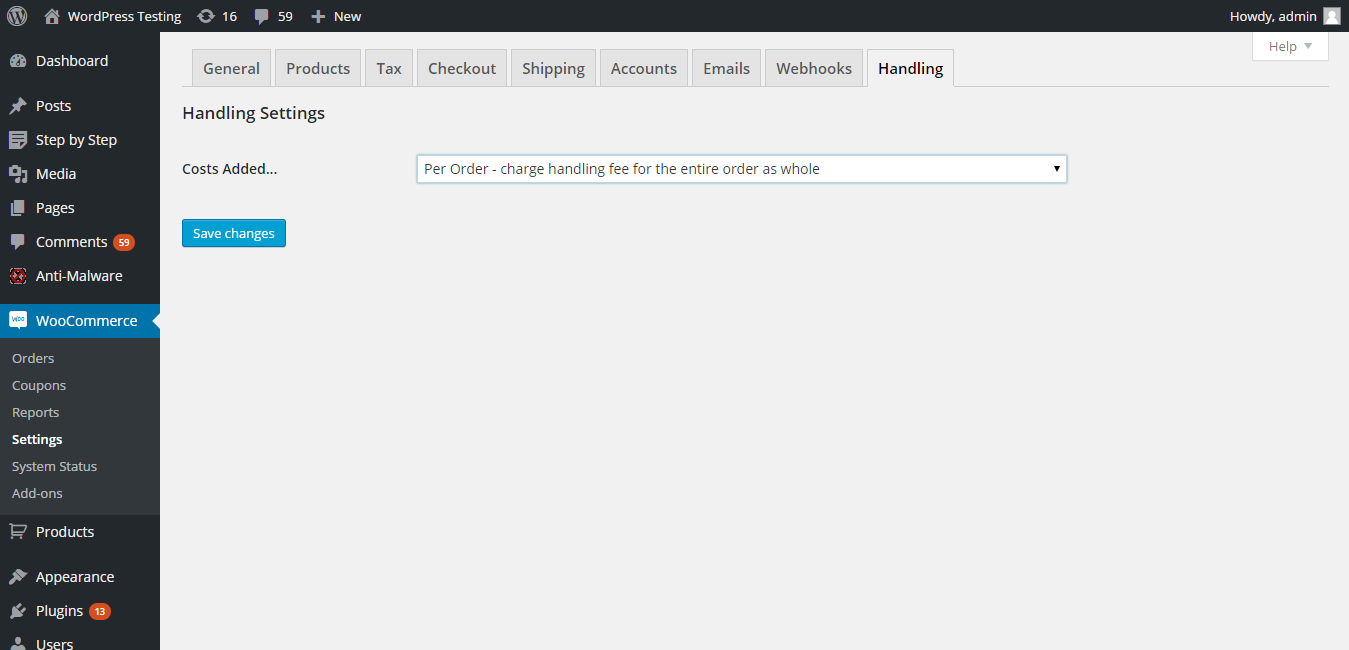 WordPress Testing 16 59 New Howdy, admin
Help
General Products Tax Checkout Shipping Accounts Emails Webhooks Handling
Handling Settings
Costs Added... Per Order - charge handling fee for the entire order as whole
Save changes
Dashboard
Posts
Step by Step
Media
Pages
Comments 59
Anti-Malware
Woo WooCommerce
Orders
Coupons
Reports
Settings
System Status
Add-ons
Products
Appearance
Plugins 13
Users